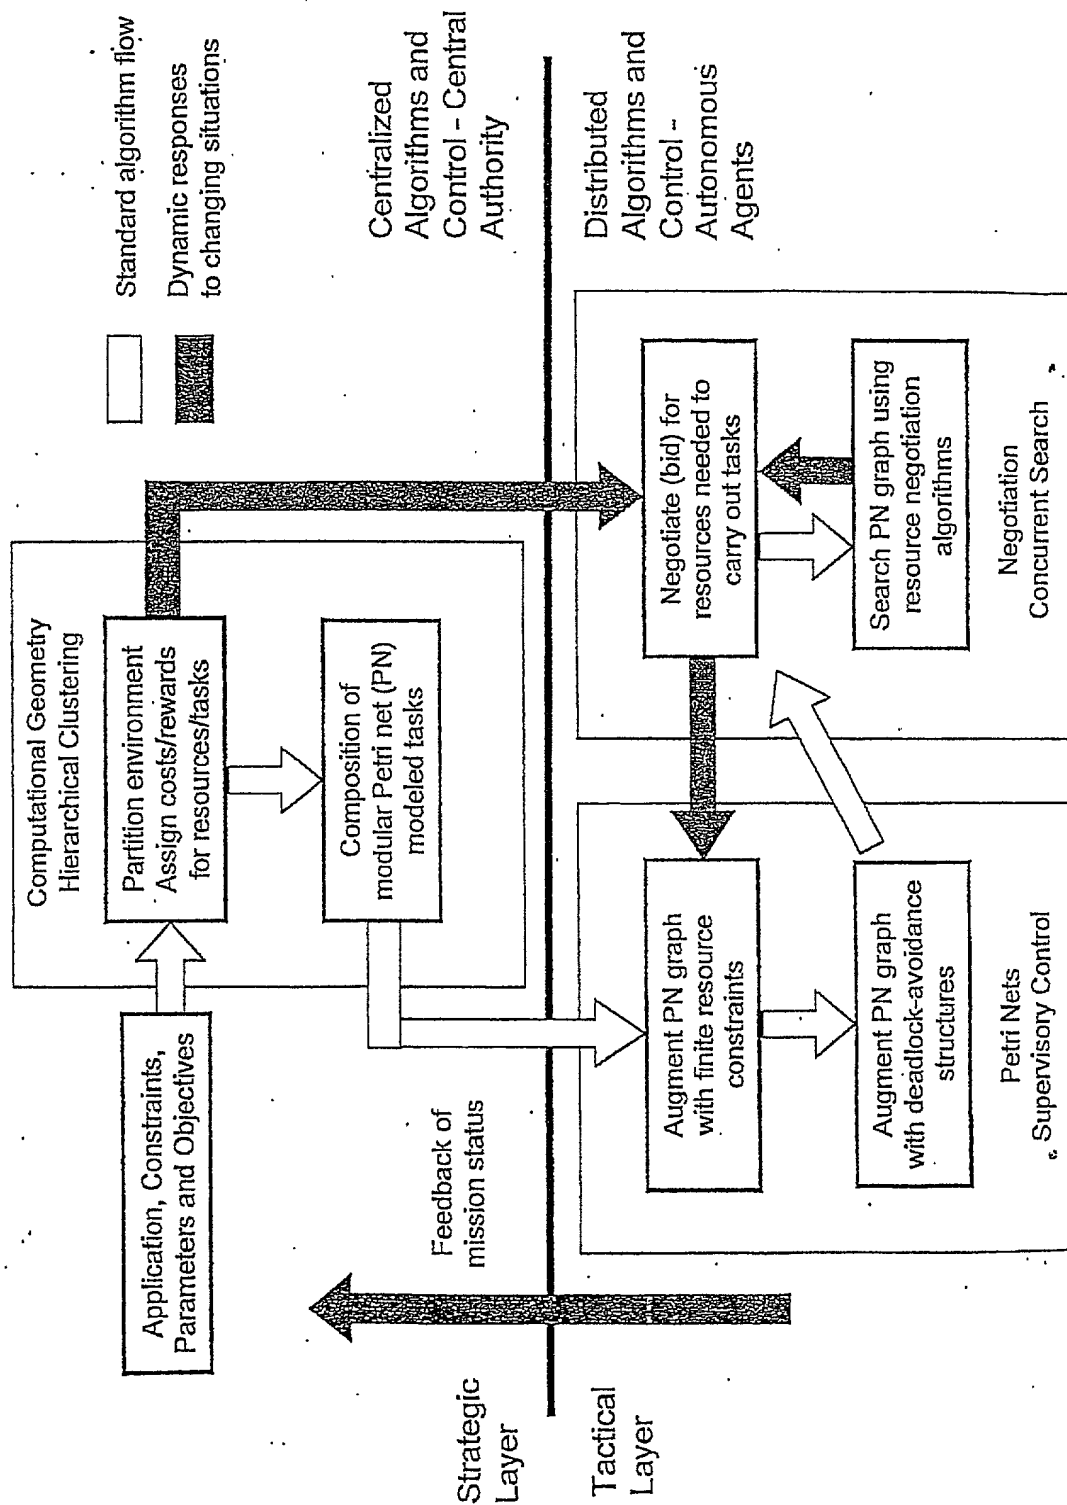 Standard algorithm flow
Dynamic responses
to changing situations
Computational Geometry
Hierarchical Clustering
Application, Constraints,
Parameters and Objectives
Partition environment
Assign costs/rewards
for resources/tasks
Composition of
modular Petri net (PN)
modeled tasks
Centralized
Algorithms and
Control – Central
Authority
Feedback of
mission status
Strategic
Layer
Tactical
Layer
Distributed
Algorithms and
Control –
Autonomous
Agents
Augment PN graph
with finite resource
constraints
Negotiate (bid) for
resources needed to
carry out tasks
Augment PN graph
with deadlock-avoidance
structures
Search PN graph using
resource negotiation
algorithms
Petri Nets
Supervisory Control
Negotiation
Concurrent Search